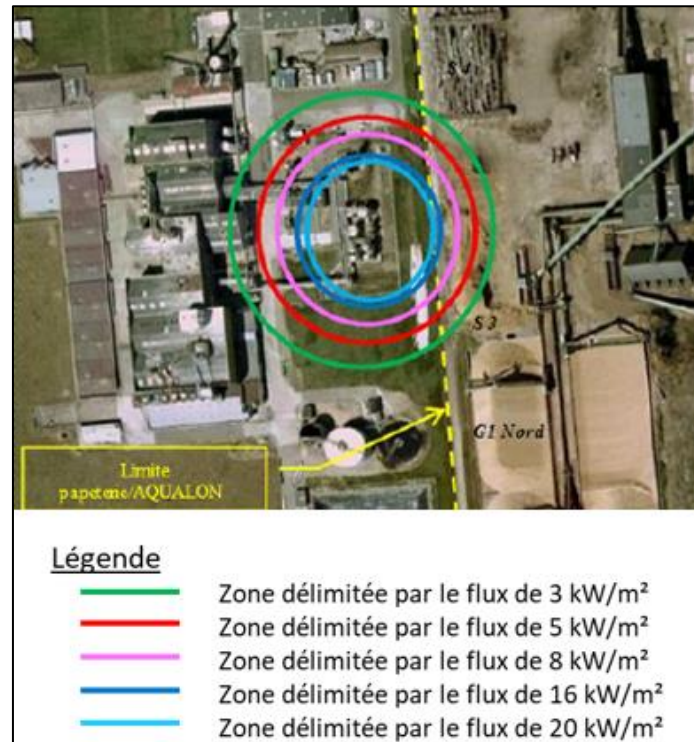 S 3
G1 Nord
Limite
papeterie/AQUALON
Légende
Zone délimitée par le flux de 3 kW/m²
Zone délimitée par le flux de 5 kW/m²
Zone délimitée par le flux de 8 kW/m²
Zone délimitée par le flux de 16 kW/m²
Zone délimitée par le flux de 20 kW/m²